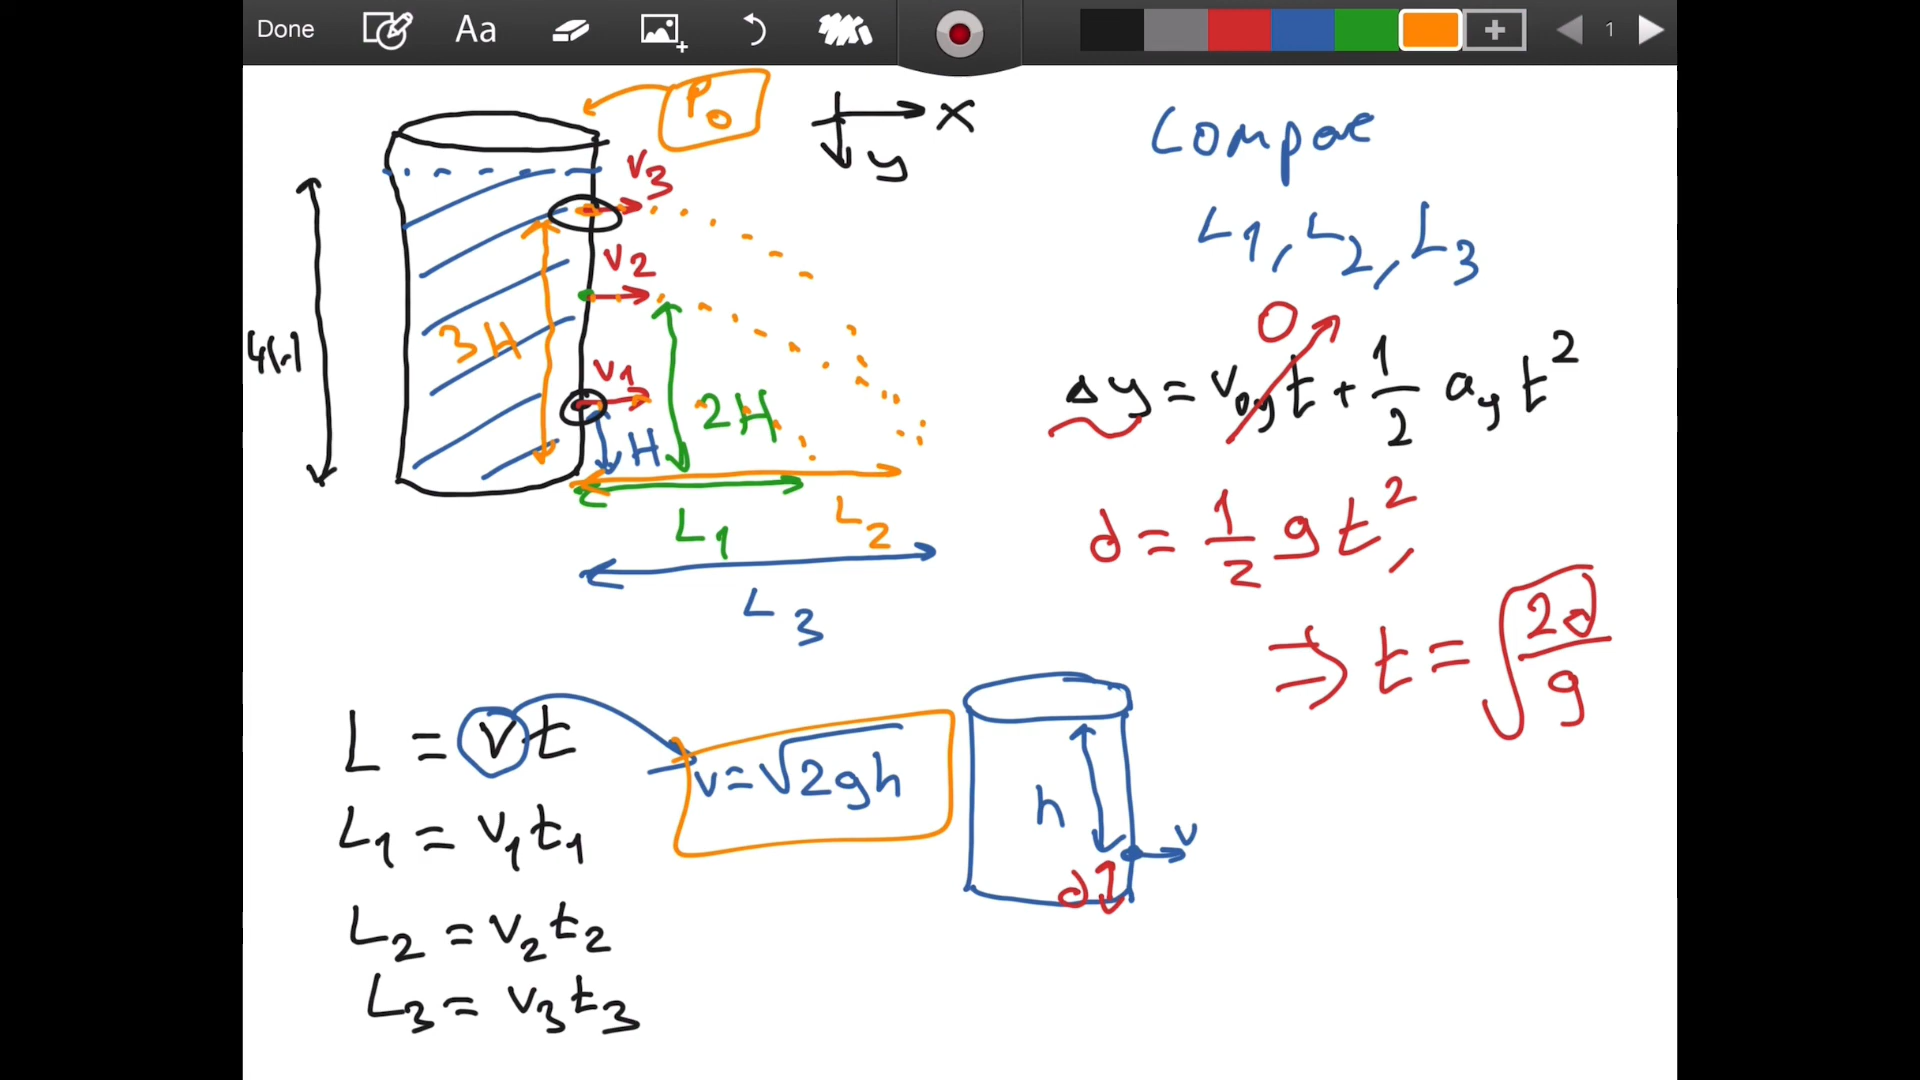 Done
Aa
1
P0
x
y
Compare
L1, L2, L3
v3
v2
v1
4H
3H
2H
H
L1
L2
L3
0
Δy = v0y t + 1/2 ay t²
d = 1/2 g t²,
⇒ t = √(2d/g)
L = vt
v = √2gh
L1 = v1t1
L2 = v2t2
L3 = v3t3
h
v
d